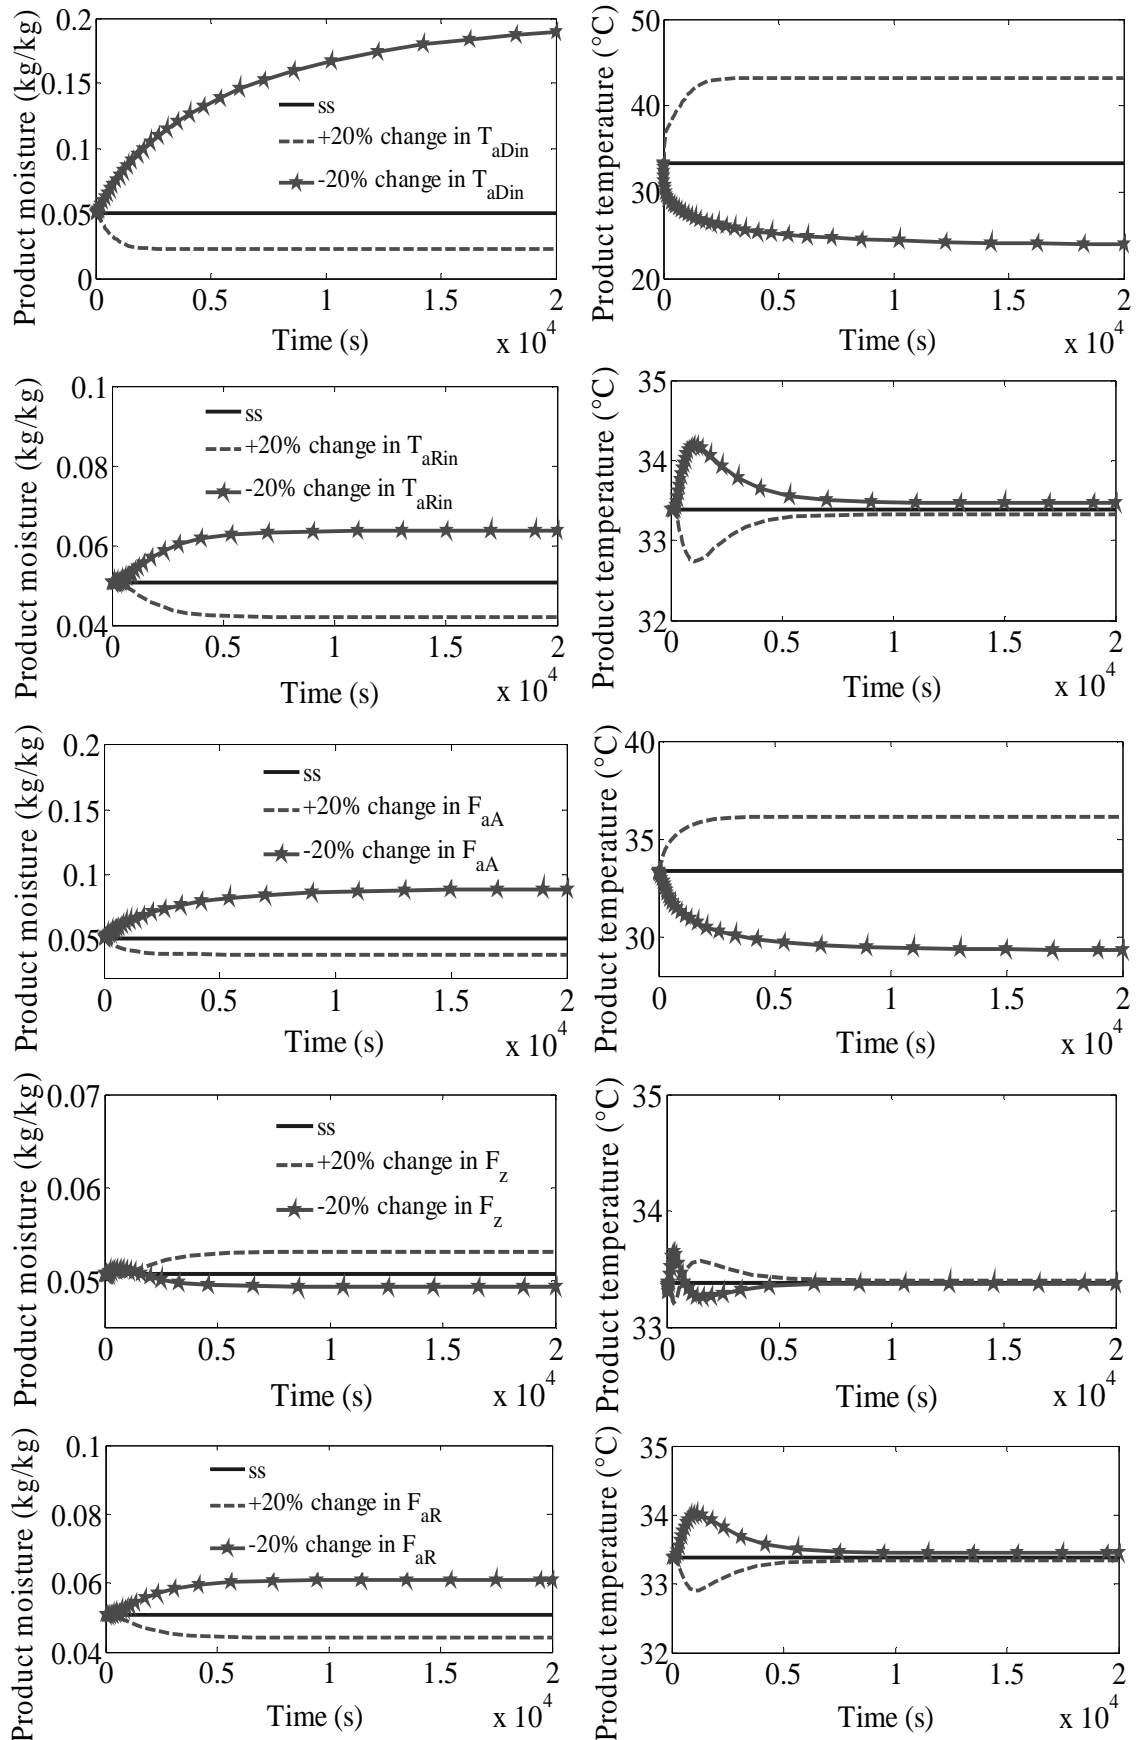 Product moisture (kg/kg)
0.2
0.15
0.1
0.05
0
ss
+20% change in T_aDin
-20% change in T_aDin
0 0.5 1 1.5 2
Time (s)
x 10^4
Product temperature (°C)
50
40
30
20
0 0.5 1 1.5 2
Time (s)
x 10^4
Product moisture (kg/kg)
0.1
0.08
0.06
0.04
ss
+20% change in T_aRin
-20% change in T_aRin
0 0.5 1 1.5 2
Time (s)
x 10^4
Product temperature (°C)
35
34
33
32
0 0.5 1 1.5 2
Time (s)
x 10^4
Product moisture (kg/kg)
0.2
0.15
0.1
0.05
ss
+20% change in F_aA
-20% change in F_aA
0 0.5 1 1.5 2
Time (s)
x 10^4
Product temperature (°C)
40
35
30
0 0.5 1 1.5 2
Time (s)
x 10^4
Product moisture (kg/kg)
0.07
0.06
0.05
ss
+20% change in F_z
-20% change in F_z
0 0.5 1 1.5 2
Time (s)
x 10^4
Product temperature (°C)
35
34
33
0 0.5 1 1.5 2
Time (s)
x 10^4
Product moisture (kg/kg)
0.1
0.08
0.06
0.04
ss
+20% change in F_aR
-20% change in F_aR
0 0.5 1 1.5 2
Time (s)
x 10^4
Product temperature (°C)
35
34
33
32
0 0.5 1 1.5 2
Time (s)
x 10^4